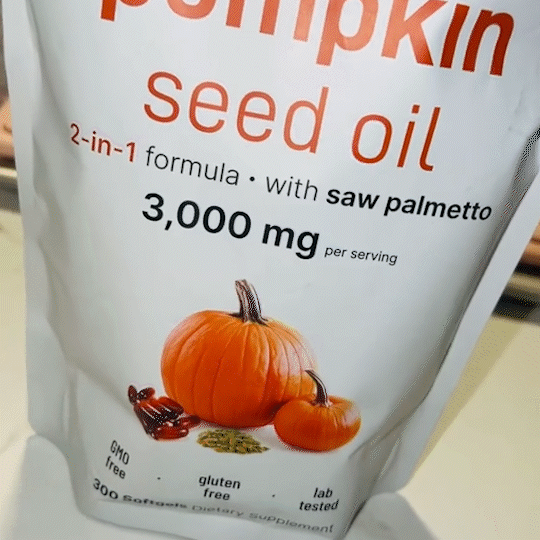 pumpkin
seed oil
2-in-1 formula • with saw palmetto
3,000 mg per serving
GMO
free
·
gluten
free
·
lab
tested
300 Softgels Dietary Supplement